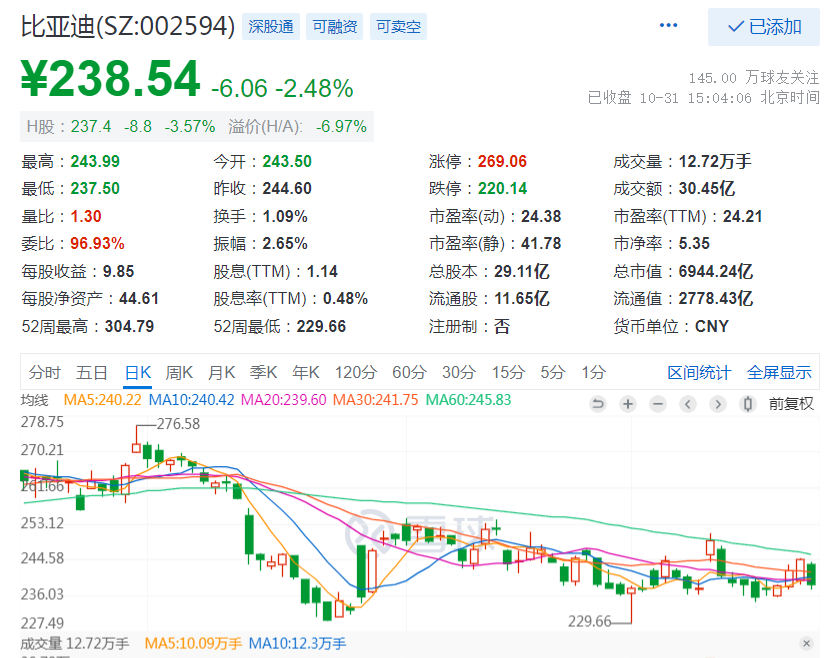 比亚迪(SZ:002594) 深股通 可融资 可卖空 ••• 已添加
¥238.54 -6.06 -2.48%
145.00 万球友关注
已收盘 10-31 15:04:06 北京时间
H股：237.4 -8.8 -3.57% 溢价(H/A): -6.97%
最高：243.99 今开：243.50 涨停：269.06 成交量：12.72万手
最低：237.50 昨收：244.60 跌停：220.14 成交额：30.45亿
量比：1.30 换手：1.09% 市盈率(动)：24.38 市盈率(TTM)：24.21
委比：96.93% 振幅：2.65% 市盈率(静)：41.78 市净率：5.35
每股收益：9.85 股息(TTM)：1.14 总股本：29.11亿 总市值：6944.24亿
每股净资产：44.61 股息率(TTM)：0.48% 流通股：11.65亿 流通值：2778.43亿
52周最高：304.79 52周最低：229.66 注册制：否 货币单位：CNY
分时 五日 日K 周K 月K 季K 年K 120分 60分 30分 15分 5分 1分 区间统计 全屏显示
均线 MA5:240.22 MA10:240.42 MA20:239.60 MA30:241.75 MA60:245.83 前复权
278.75
276.58
270.21
261.66
253.12
雪球
244.58
236.03
229.66
227.49
成交量 12.72万手 MA5:10.09万手 MA10:12.3万手